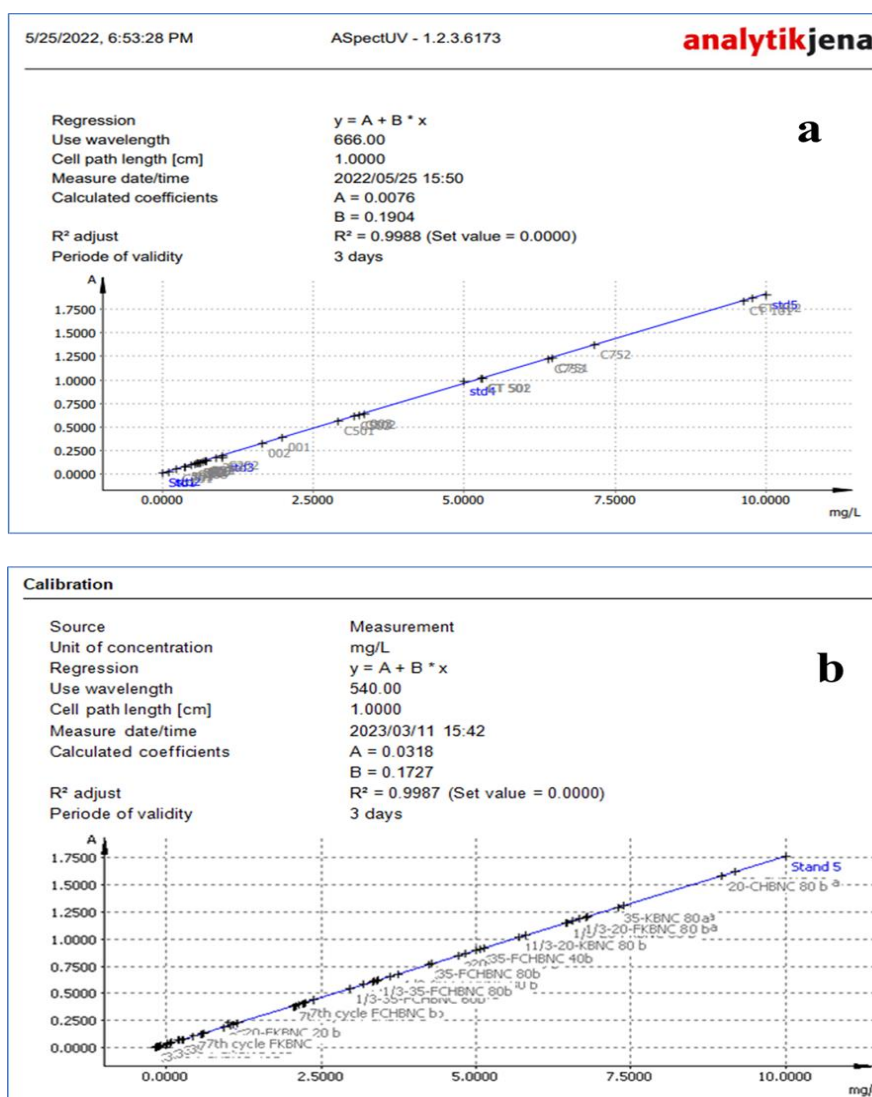 5/25/2022, 6:53:28 PM ASpectUV - 1.2.3.6173 analytikjena
a
Regression y = A + B * x
Use wavelength 666.00
Cell path length [cm] 1.0000
Measure date/time 2022/05/25 15:50
Calculated coefficients A = 0.0076
B = 0.1904
R² adjust R² = 0.9988 (Set value = 0.0000)
Periode of validity 3 days
A
1.7500
1.5000
1.2500
1.0000
0.7500
0.5000
0.2500
0.0000
std5
C752
CT 501
std4
C501
001
002
std3
0.0000 2.5000 5.0000 7.5000 10.0000
mg/L
Calibration
b
Source Measurement
Unit of concentration mg/L
Regression y = A + B * x
Use wavelength 540.00
Cell path length [cm] 1.0000
Measure date/time 2023/03/11 15:42
Calculated coefficients A = 0.0318
B = 0.1727
R² adjust R² = 0.9987 (Set value = 0.0000)
Periode of validity 3 days
A
1.7500
1.5000
1.2500
1.0000
0.7500
0.5000
0.2500
0.0000
Stand 5
20-CHBNC 80 b
35-KBNC 80
1/3-20-FKBNC 80 b
1/3-20-KBNC 80 b
35-FCHBNC 40b
35-FCHBNC 80b
1/3-35-FCHBNC 80b
7th cycle FCHBNC b
20-FKBNC 20 b
7th cycle FKBNC
0.0000 2.5000 5.0000 7.5000 10.0000